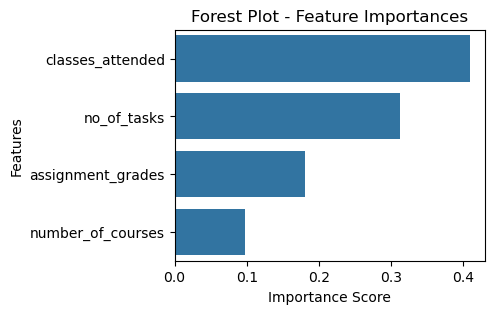 Forest Plot - Feature Importances
Features
classes_attended
no_of_tasks
assignment_grades
number_of_courses
0.0 0.1 0.2 0.3 0.4
Importance Score